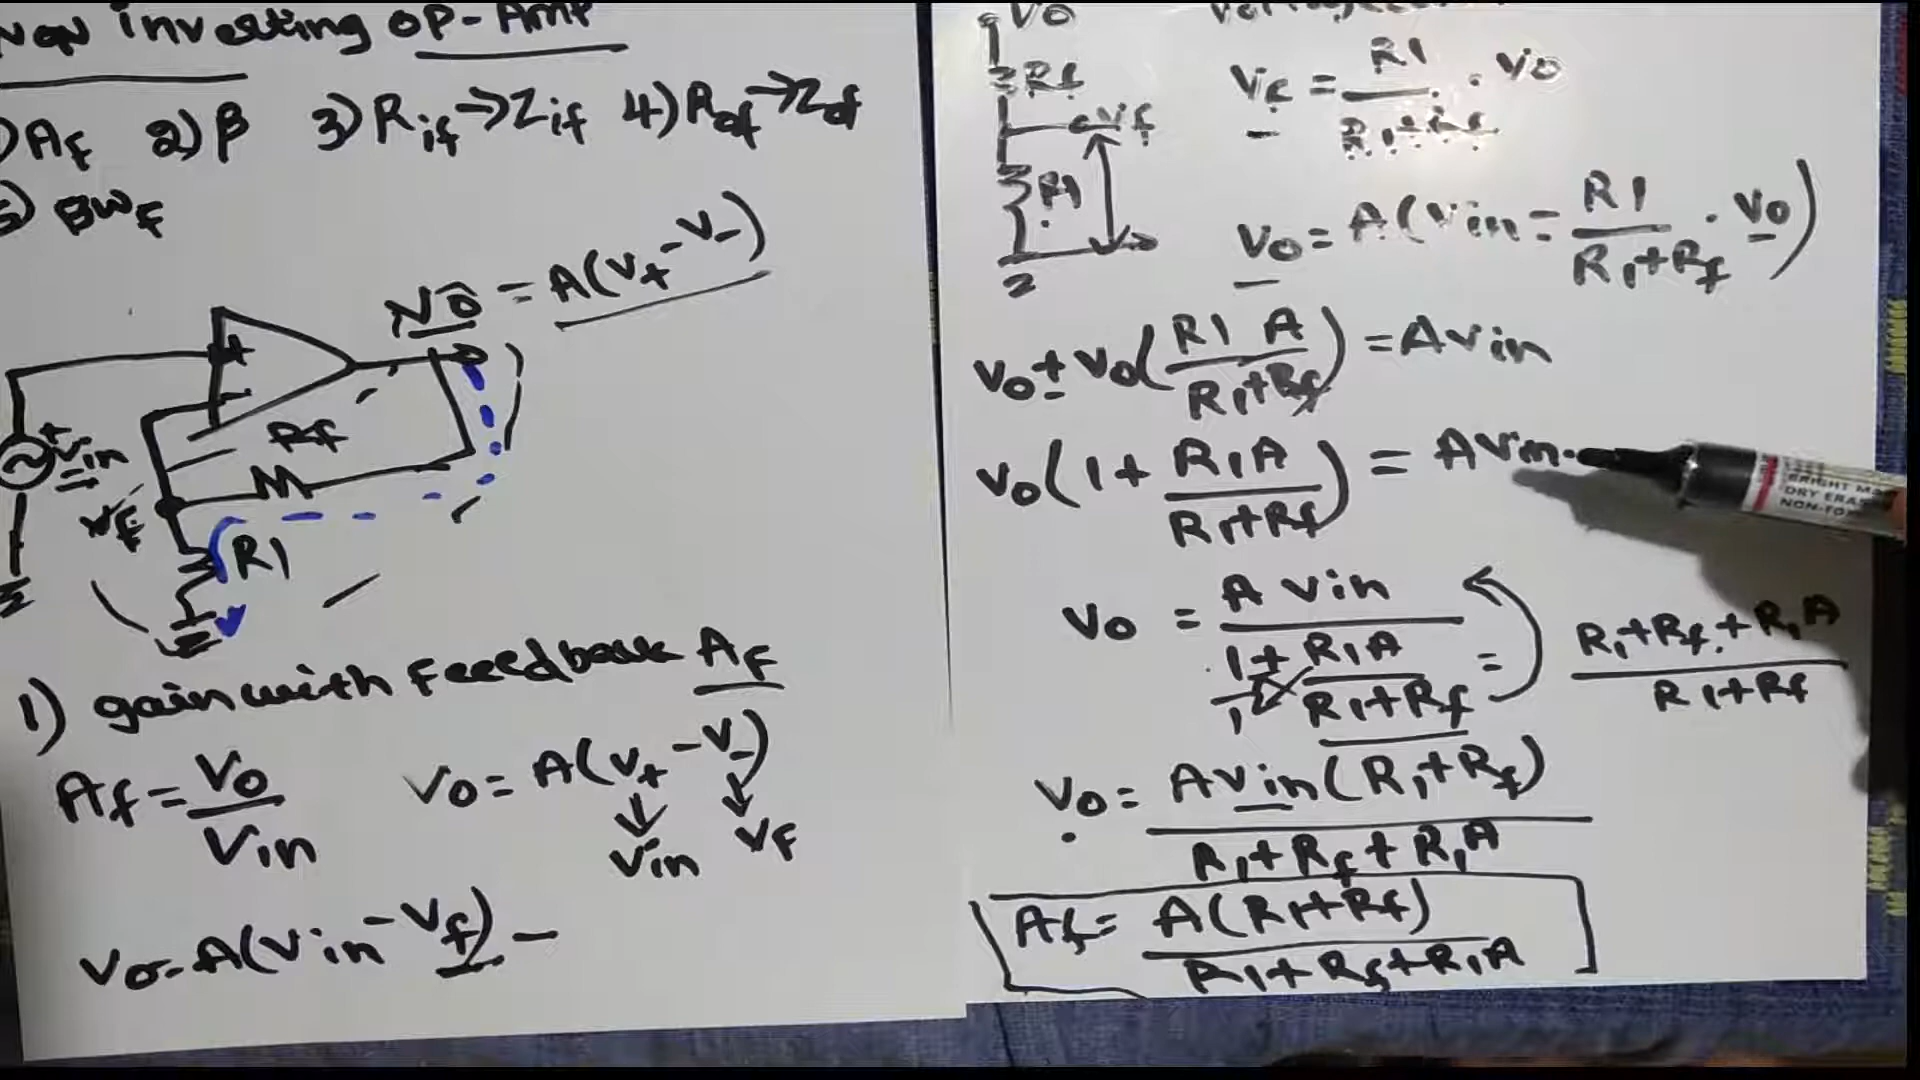 Non inverting OP-AMP
1) Af 2) β 3) Rif → Zif 4) Rof → Zof
5) BWf
Vo = A(V+ - V-)
+
-
Rf
+
Vin
Vf
R1
1) gain with Feeedback Af
Af = Vo / Vin
Vo = A(V+ - V-)
Vin Vf
Vo = A(Vin - Vf) -
Vo
Rf
Vf
R1
Vf = R1 / R1+Rf . Vo
Vo = A(Vin - R1 / R1+Rf . Vo)
Vo + Vo(R1 A / R1+Rf) = AVin
Vo(1 + R1A / R1+Rf) = AVin
Vo = A Vin / 1 + R1A / R1+Rf = R1+Rf+R1A / R1+Rf
Vo = AVin(R1+Rf) / R1+Rf+R1A
Af = A(R1+Rf) / R1+Rf+R1A
BRIGHT
DRY ERA